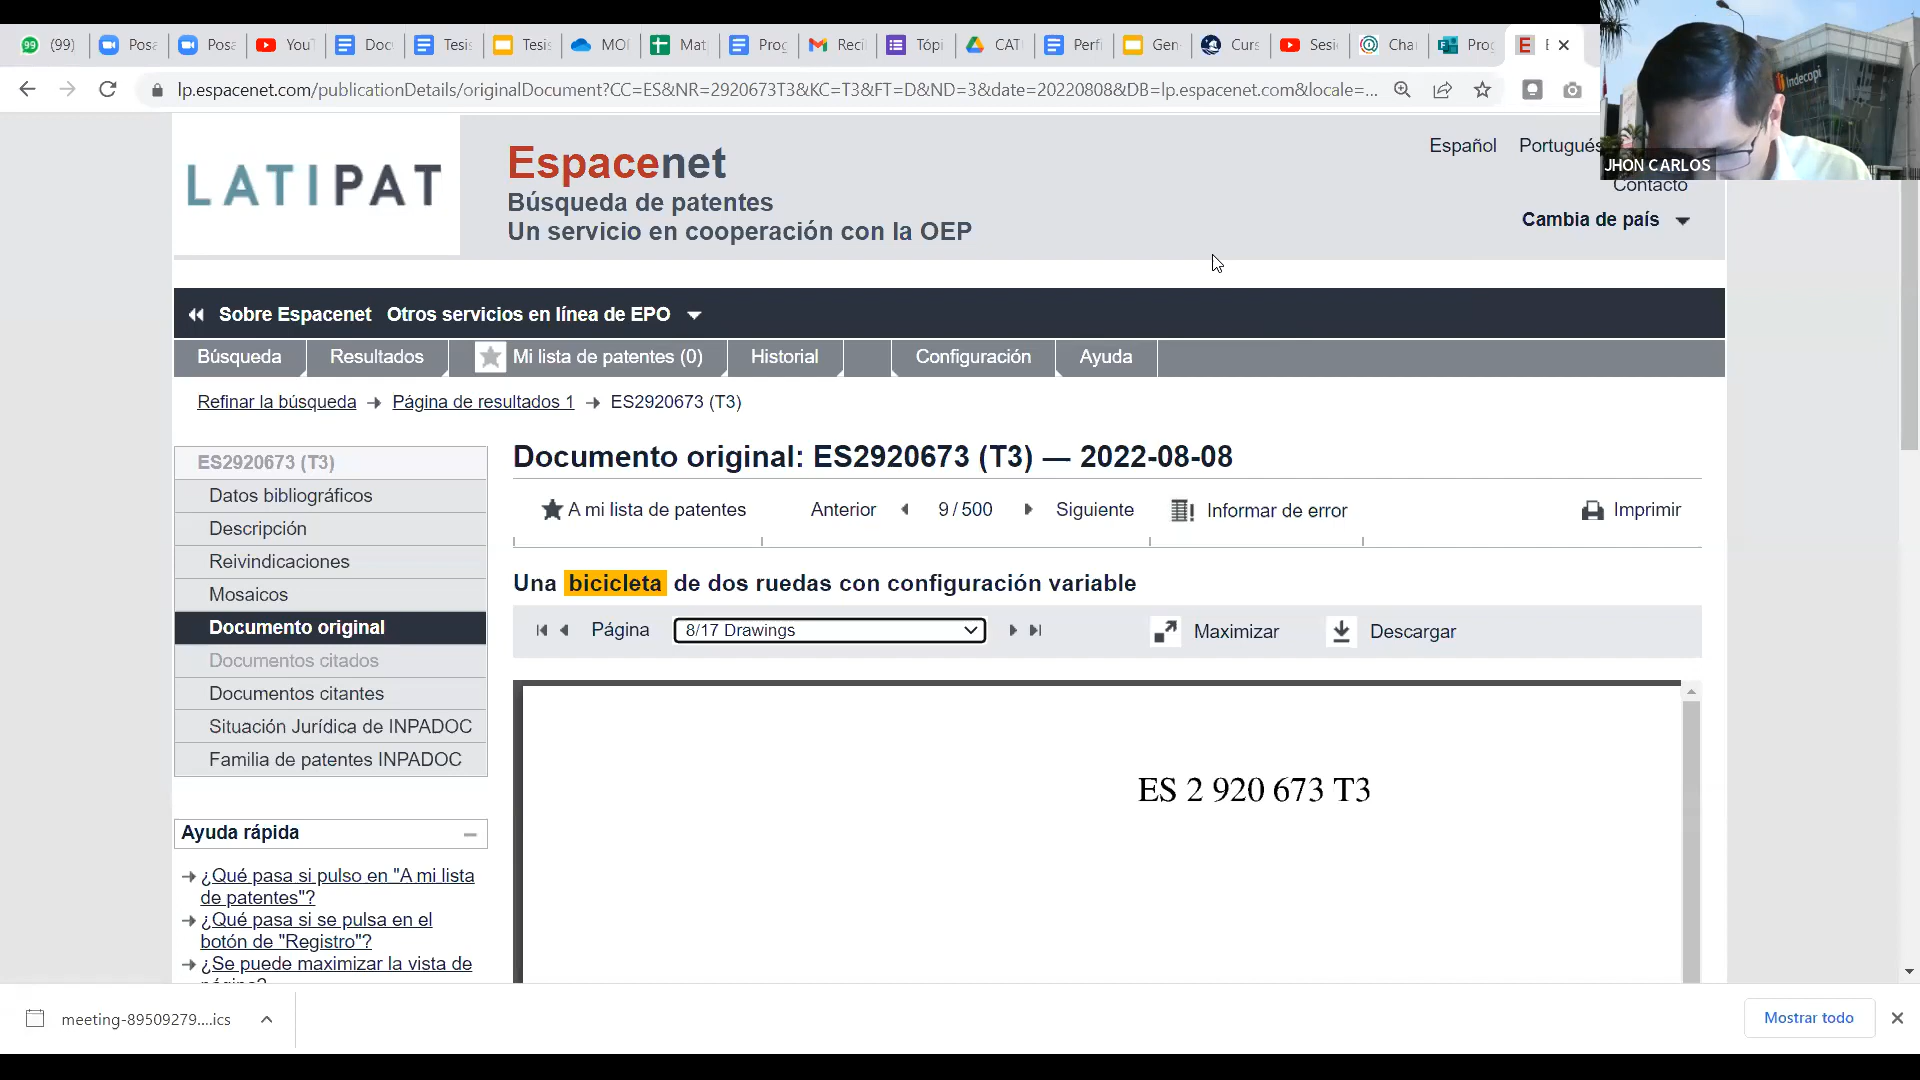 (99)
Posa
Posa
YouT
Doc
Tesis
Tesis
MOI
Mat
Prog
Reci
Tópi
CAT
Perfi
Gen
Curs
Sesi
Cha
Prog
lp.espacenet.com/publicationDetails/originalDocument?CC=ES&NR=2920673T3&KC=T3&FT=D&ND=3&date=20220808&DB=lp.espacenet.com&locale=...
indecopi
JHON CARLOS
LATIPAT
Espacenet
Búsqueda de patentes
Un servicio en cooperación con la OEP
Español Português
Contacto
Cambia de país
Sobre Espacenet Otros servicios en línea de EPO
Búsqueda Resultados Mi lista de patentes (0) Historial Configuración Ayuda
Refinar la búsqueda → Página de resultados 1 → ES2920673 (T3)
ES2920673 (T3)
Datos bibliográficos
Descripción
Reivindicaciones
Mosaicos
Documento original
Documentos citados
Documentos citantes
Situación Jurídica de INPADOC
Familia de patentes INPADOC
Ayuda rápida
¿Qué pasa si pulso en "A mi lista
de patentes"?
¿Qué pasa si se pulsa en el
botón de "Registro"?
¿Se puede maximizar la vista de
página?
Documento original: ES2920673 (T3) — 2022-08-08
A mi lista de patentes Anterior 9/500 Siguiente Informar de error Imprimir
Una bicicleta de dos ruedas con configuración variable
Página 8/17 Drawings Maximizar Descargar
ES 2 920 673 T3
meeting-89509279....ics
Mostrar todo